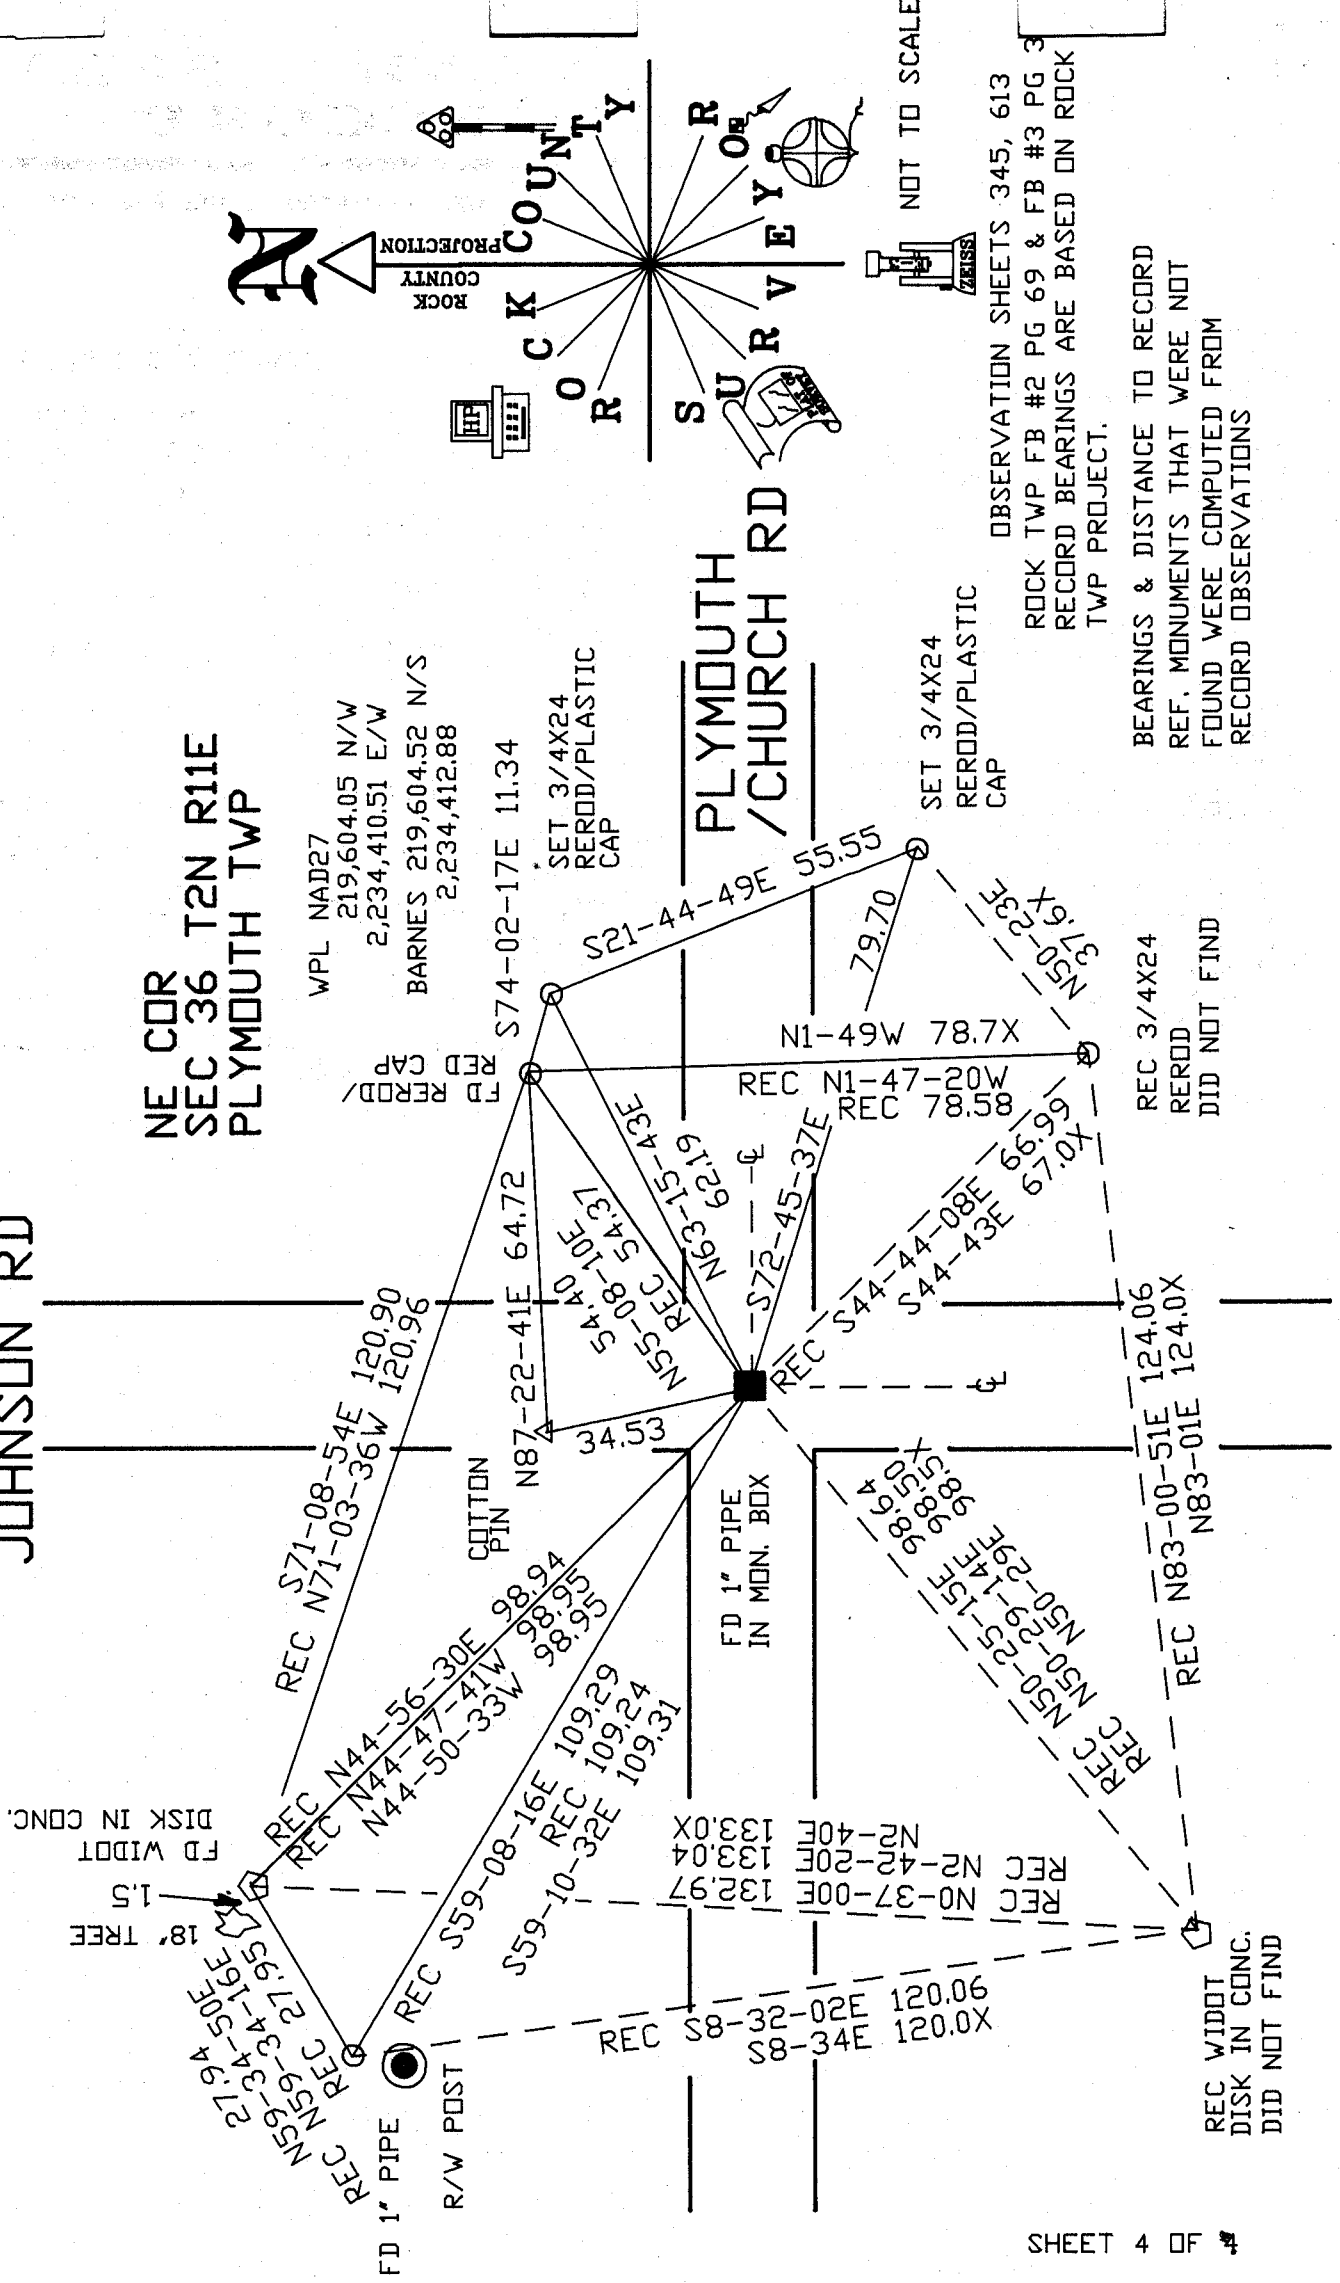 JOHNSON RD
NE COR
SEC 36 T2N R11E
PLYMOUTH TWP
WPL NAD27
219,604.05 N/W
2,234,410.51 E/W
BARNES 219,604.52 N/S
2,234,412.88
S74-02-17E 11.34
SET 3/4X24
REROD/PLASTIC
CAP
FD REROD/
RED CAP
S71-08-54E 120.90
REC N71-03-36W 120.96
FD WIDOT
DISK IN CONC.
1.5
18' TREE
27.94
N59-34-50E
REC N59-34-16E
REC 27.95
FD 1" PIPE
R/W POST
REC N44-56-30E 98.94
REC N44-47-41W 98.95
N44-50-33W 98.95
REC S59-08-16E 109.29
REC 109.24
S59-10-32E 109.31
COTTON
PIN
N87-22-41E 64.72
34.53
54.40
N55-08-10E
REC 54.37
N63-15-43E
62.19
S21-44-49E 55.55
PLYMOUTH
/CHURCH RD
CL
S72-45-37E
79.70
SET 3/4X24
REROD/PLASTIC
CAP
N1-49W 78.7X
REC N1-47-20W
REC 78.58
N50-23E
37.6X
REC 3/4X24
REROD
DID NOT FIND
REC S44-44-08E 66.99
S44-43E 67.0X
CL
FD 1" PIPE
IN MON. BOX
N50-25-15E 98.64
REC N50-29-14E 98.50
REC N50-29E 98.5X
REC N83-00-51E 124.06
N83-01E 124.0X
REC N0-37-00E 132.97
REC N2-42-20E 133.04
N2-40E 133.0X
REC S8-32-02E 120.06
S8-34E 120.0X
REC WIDOT
DISK IN CONC.
DID NOT FIND
N
ROCK
COUNTY
PROJECTION
ROCK COUNTY
SURVEYOR
HP
PLAT OF
SURVEY
ZEISS
NOT TO SCALE
OBSERVATION SHEETS 345, 613
ROCK TWP FB #2 PG 69 & FB #3 PG 3
RECORD BEARINGS ARE BASED ON ROCK
TWP PROJECT.
BEARINGS & DISTANCE TO RECORD
REF. MONUMENTS THAT WERE NOT
FOUND WERE COMPUTED FROM
RECORD OBSERVATIONS
SHEET 4 OF 4